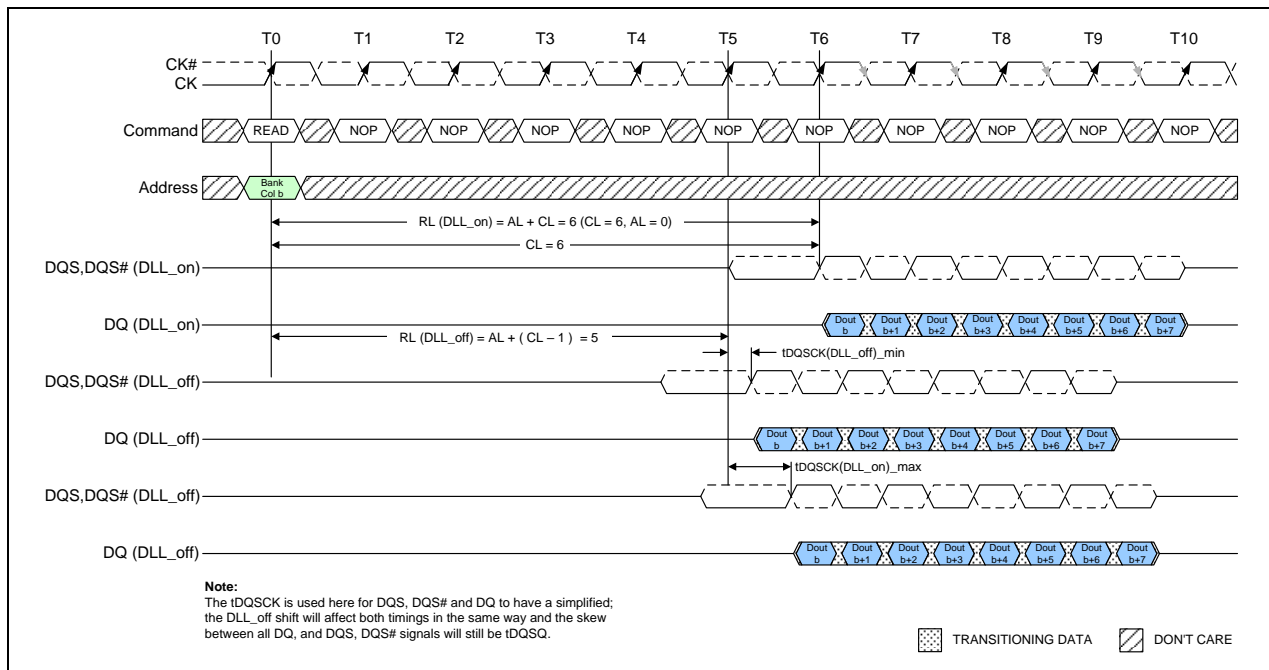 T0 T1 T2 T3 T4 T5 T6 T7 T8 T9 T10
CK#
CK
Command READ NOP NOP NOP NOP NOP NOP NOP NOP NOP NOP
Address Bank Col b
RL (DLL_on) = AL + CL = 6 (CL = 6, AL = 0)
CL = 6
DQS,DQS# (DLL_on)
DQ (DLL_on) Dout b Dout b+1 Dout b+2 Dout b+3 Dout b+4 Dout b+5 Dout b+6 Dout b+7
RL (DLL_off) = AL + ( CL – 1 ) = 5
tDQSCK(DLL_off)_min
DQS,DQS# (DLL_off)
DQ (DLL_off) Dout b Dout b+1 Dout b+2 Dout b+3 Dout b+4 Dout b+5 Dout b+6 Dout b+7
tDQSCK(DLL_on)_max
DQS,DQS# (DLL_off)
DQ (DLL_off) Dout b Dout b+1 Dout b+2 Dout b+3 Dout b+4 Dout b+5 Dout b+6 Dout b+7
Note:
The tDQSCK is used here for DQS, DQS# and DQ to have a simplified;
the DLL_off shift will affect both timings in the same way and the skew
between all DQ, and DQS, DQS# signals will still be tDQSQ.
TRANSITIONING DATA DON'T CARE